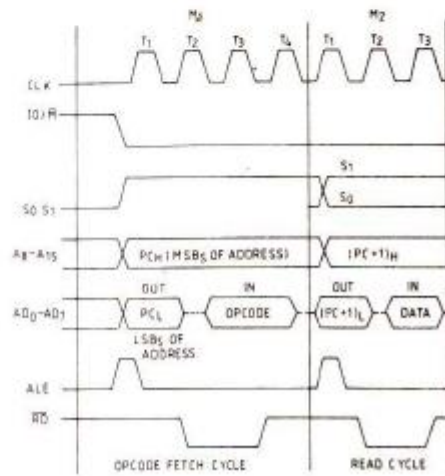 M1 M2
T1 T2 T3 T4 T1 T2 T3
CLK
IO/M̅
S1
S0 S1
S0
A8-A15 PCH (MSBS OF ADDRESS) (PC+1)H
OUT IN OUT IN
AD0-AD7 PCL OPCODE (PC+1)L DATA
LSBS OF
ADDRESS
ALE
R̅D̅
OPCODE FETCH CYCLE READ CYCLE